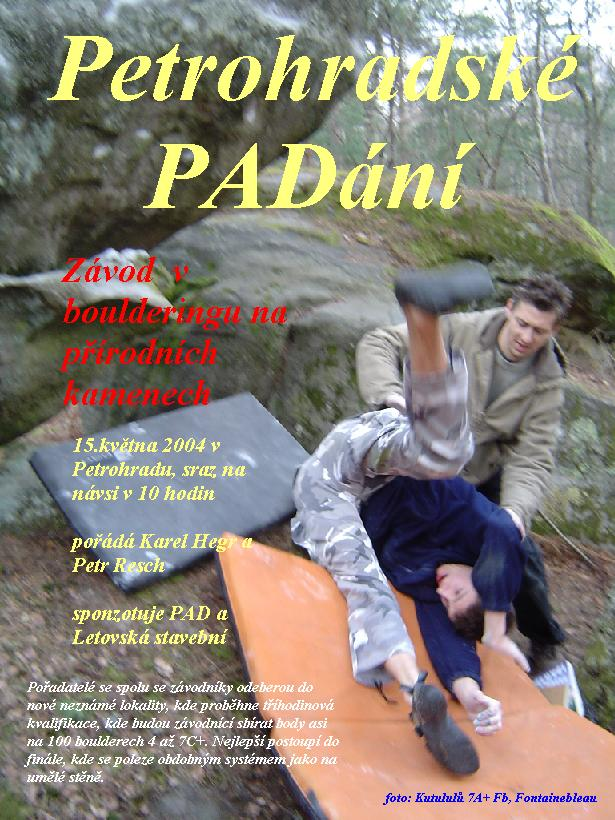 Petrohradské
PADání
Závod v
boulderingu na
přírodních
kamenech
15.května 2004 v
Petrohradu, sraz na
návsi v 10 hodin
pořádá Karel Hegr a
Petr Resch
sponzotuje PAD a
Letovská stavební
Pořadatelé se spolu se závodníky odeberou do
nové neznámé lokality, kde proběhne tříhodinová
kvalifikace, kde budou závodnící sbírat body asi
na 100 boulderech 4 až 7C+. Nejlepší postoupí do
finále, kde se poleze obdobným systémem jako na
umělé stěně.
foto: Kutululů 7A+ Fb, Fontainebleau